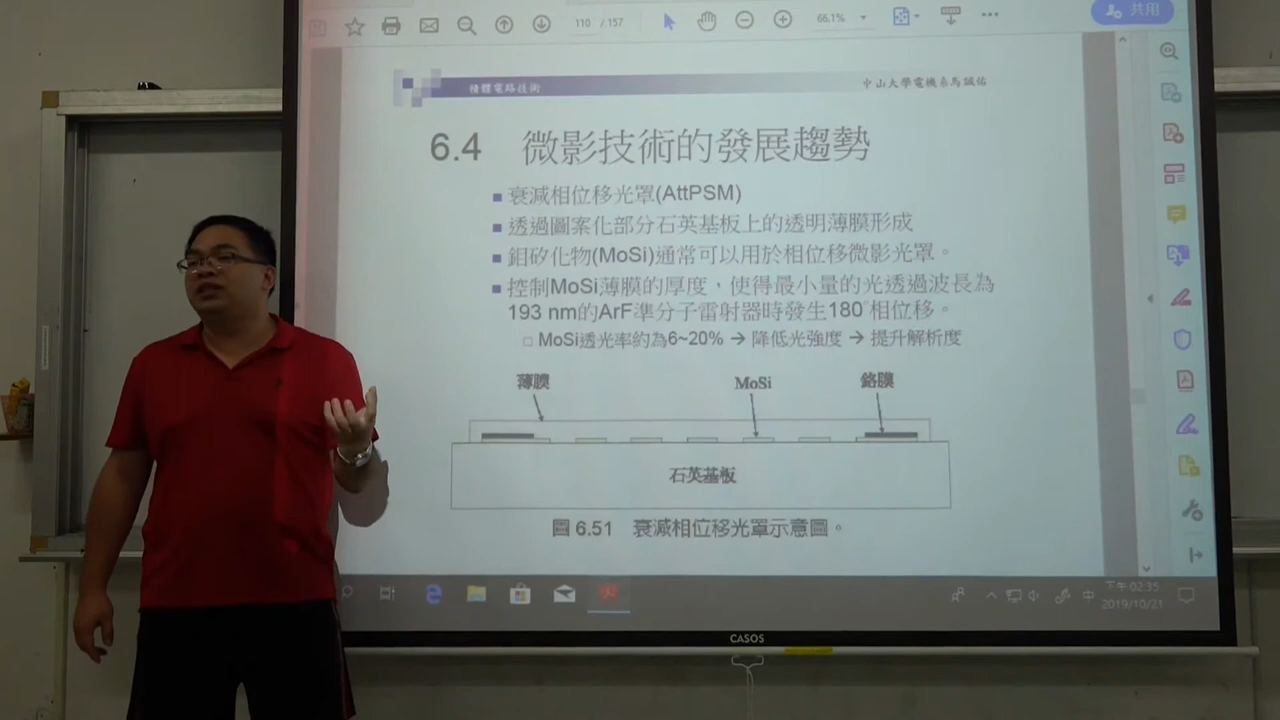 110 / 157
66.1%
共用
積體電路技術
中山大學電機系馬誠佑
6.4 微影技術的發展趨勢
衰減相位移光罩(AttPSM)
透過圖案化部分石英基板上的透明薄膜形成
鉬矽化物(MoSi)通常可以用於相位移微影光罩。
控制MoSi薄膜的厚度，使得最小量的光透過波長為
193 nm的ArF準分子雷射器時發生180°相位移。
MoSi透光率約為6~20% → 降低光強度 → 提升解析度
薄膜
MoSi
鉻膜
石英基板
圖 6.51 衰減相位移光罩示意圖。
中
下午 02:35
2019/10/21
CASOS